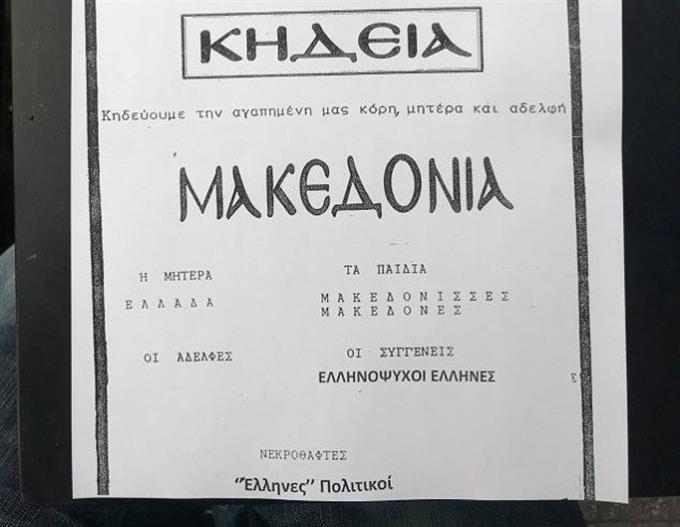 ΚΗΔΕΙΑ
Κηδεύουμε την αγαπημένη μας κόρη, μητέρα και αδελφή
ΜΑΚΕΔΟΝΙΑ
Η ΜΗΤΕΡΑ
ΕΛΛΑΔΑ
ΤΑ ΠΑΙΔΙΑ
ΜΑΚΕΔΟΝΙΣΣΕΣ
ΜΑΚΕΔΟΝΕΣ
ΟΙ ΑΔΕΛΦΕΣ
ΟΙ ΣΥΓΓΕΝΕΙΣ
ΕΛΛΗΝΟΨΥΧΟΙ ΕΛΛΗΝΕΣ
ΝΕΚΡΟΘΑΦΤΕΣ
“Έλληνες” Πολιτικοί